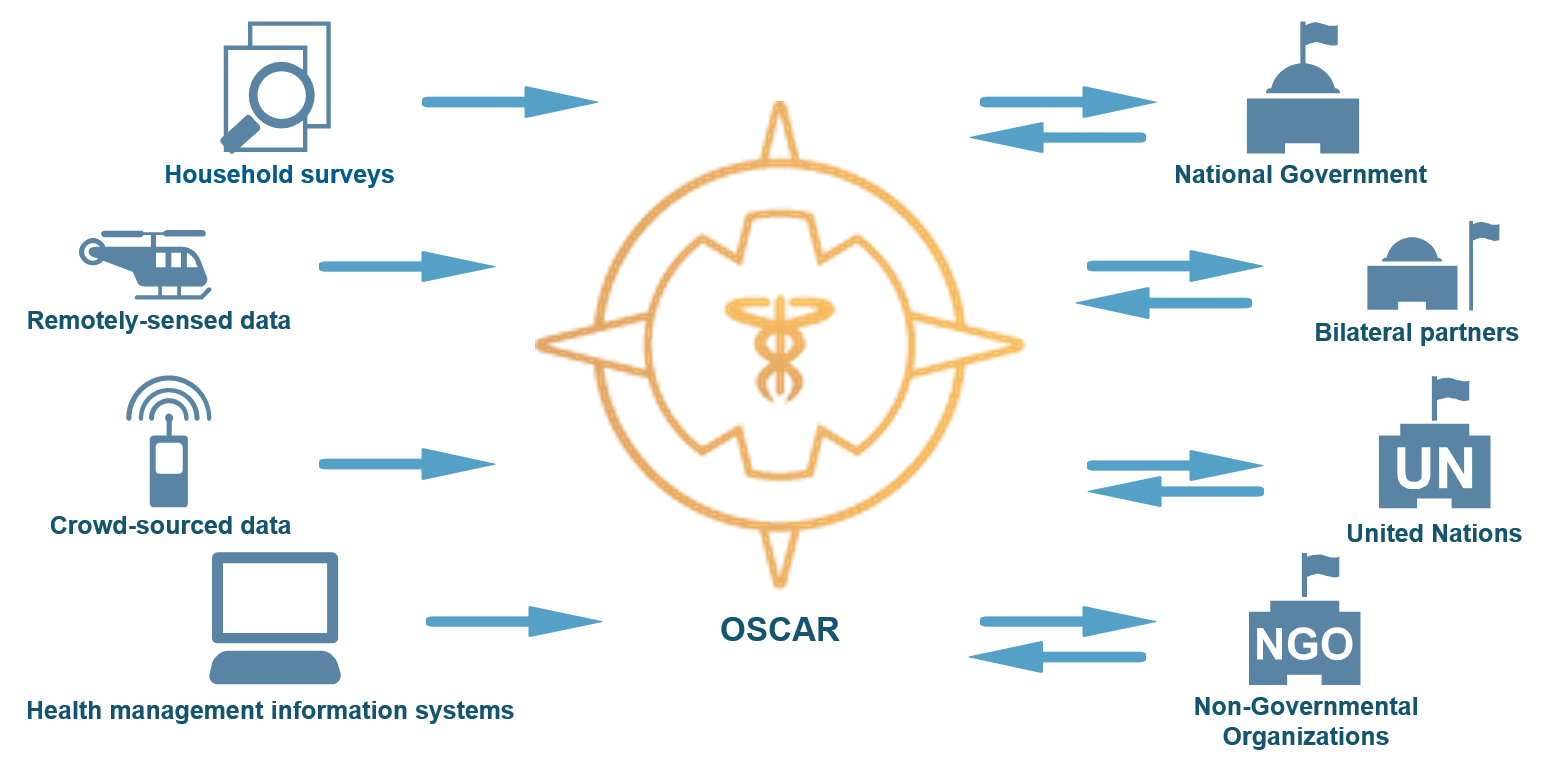 Household surveys
National Government
Remotely-sensed data
Bilateral partners
Crowd-sourced data
UN
United Nations
Health management information systems
OSCAR
NGO
Non-Governmental
Organizations